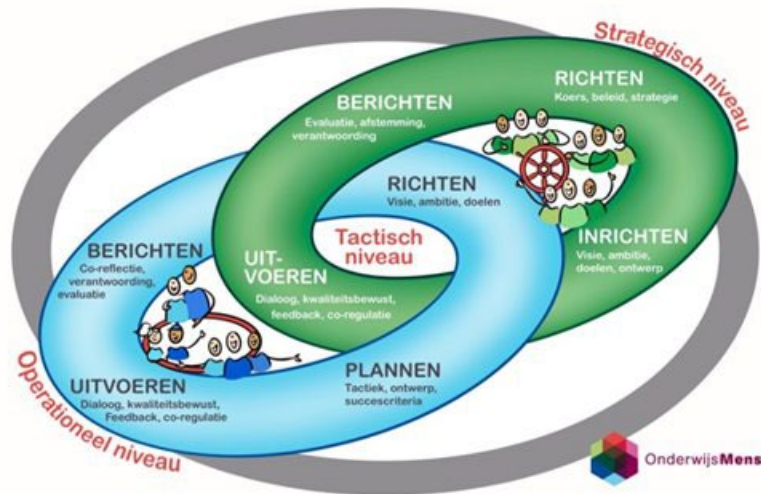 Strategisch niveau
RICHTEN
Koers, beleid, strategie
BERICHTEN
Evaluatie, afstemming,
verantwoording
RICHTEN
Visie, ambitie, doelen
INRICHTEN
Visie, ambitie,
doelen, ontwerp
Tactisch
niveau
UIT-
VOEREN
Dialoog, kwaliteitsbewust,
feedback, co-regulatie
BERICHTEN
Co-reflectie,
verantwoording,
evaluatie
PLANNEN
Tactiek, ontwerp,
succescriteria
UITVOEREN
Dialoog, kwaliteitsbewust,
Feedback, co-regulatie
Operationeel niveau
OnderwijsMens